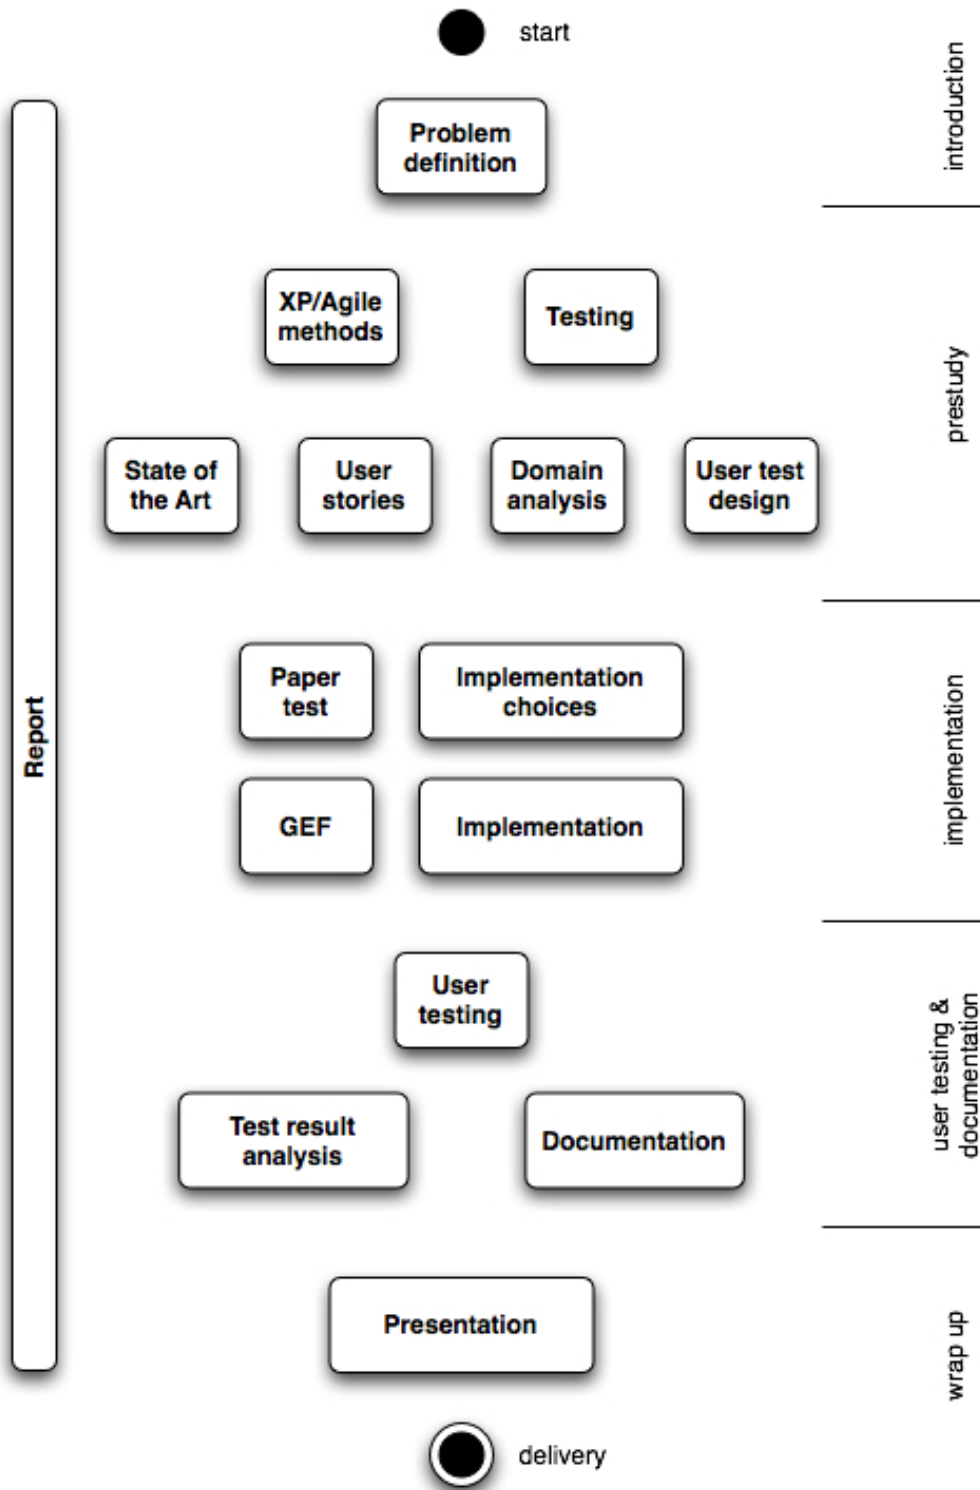 start
introduction
Problem
definition
XP/Agile
methods
Testing
prestudy
State of
the Art
User
stories
Domain
analysis
User test
design
Report
Paper
test
Implementation
choices
implementation
GEF
Implementation
User
testing
user testing &
documentation
Test result
analysis
Documentation
Presentation
wrap up
delivery